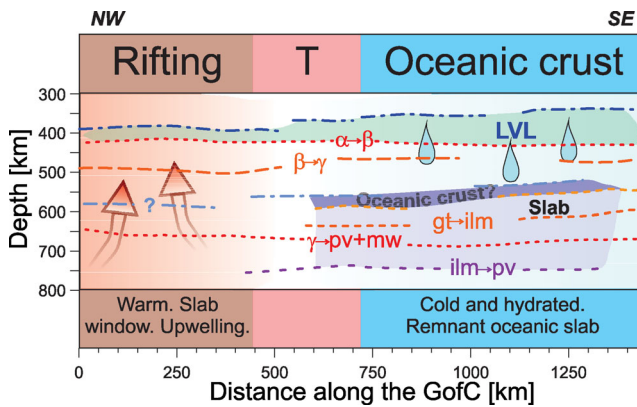 NW
SE
Rifting
T
Oceanic crust
300
400
500
600
700
800
Depth [km]
LVL
α→β
β→γ
?
Oceanic crust?
Slab
gt→ilm
γ→pv+mw
ilm→pv
Warm. Slab
window. Upwelling.
Cold and hydrated.
Remnant oceanic slab
0
250
500
750
1000
1250
Distance along the GofC [km]